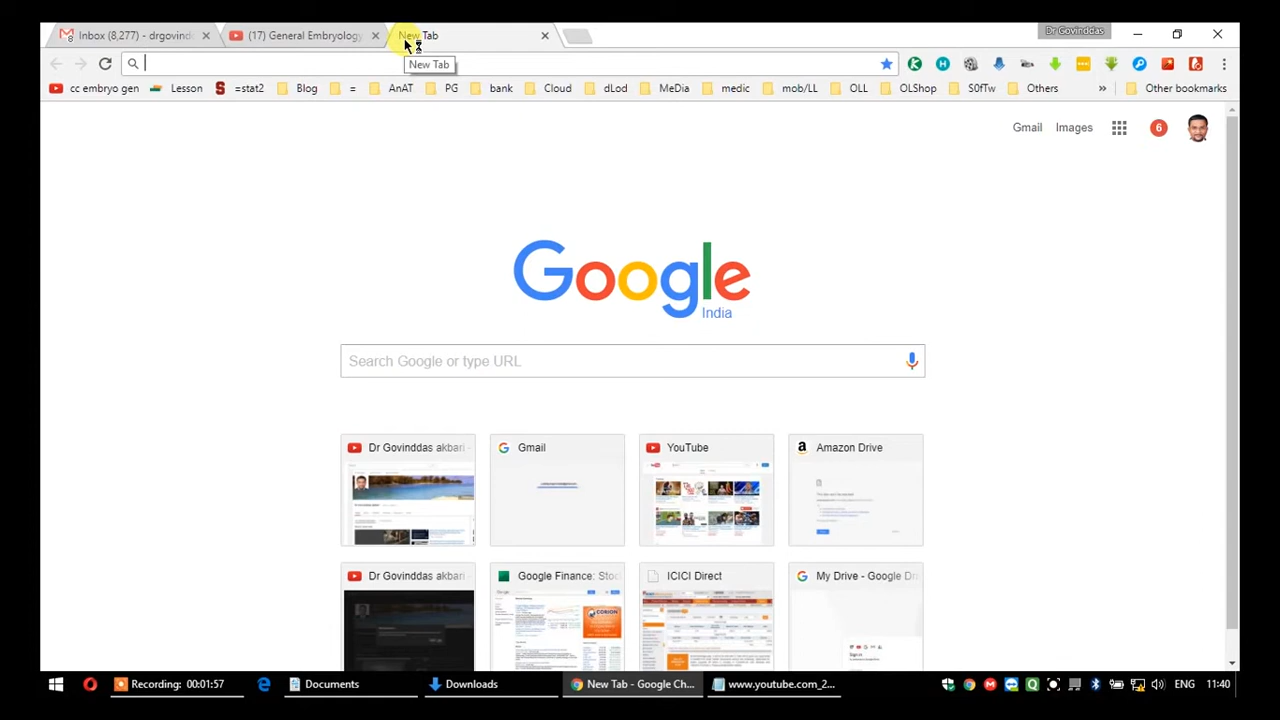 Inbox (8,277) - drgovind
(17) General Embryology
New Tab
Dr Govinddas
New Tab
cc embryo gen
Lesson
=stat2
Blog
=
AnAT
PG
bank
Cloud
dLod
MeDia
medic
mob/LL
OLL
OLShop
S0fTw
Others
»
Other bookmarks
Gmail
Images
6
Google
India
Search Google or type URL
Dr Govinddas akbari -
Gmail
YouTube
Amazon Drive
Dr Govinddas akbari -
Google Finance: Stoc
ICICI Direct
My Drive - Google Dri
Recording: 00:01:57
Documents
Downloads
New Tab - Google Ch...
www.youtube.com_2...
ENG
11:40